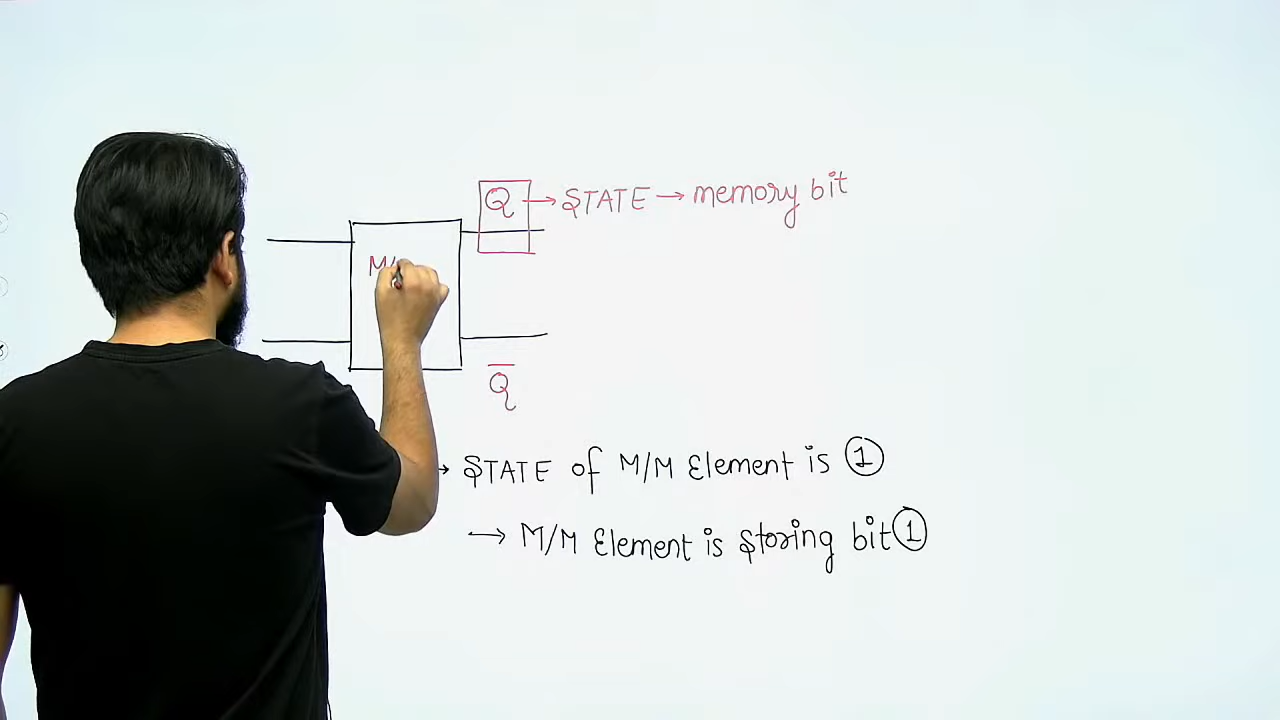 Q → STATE → memory bit
M/
Q̅
→ STATE of M/M Element is 1
→ M/M Element is storing bit 1